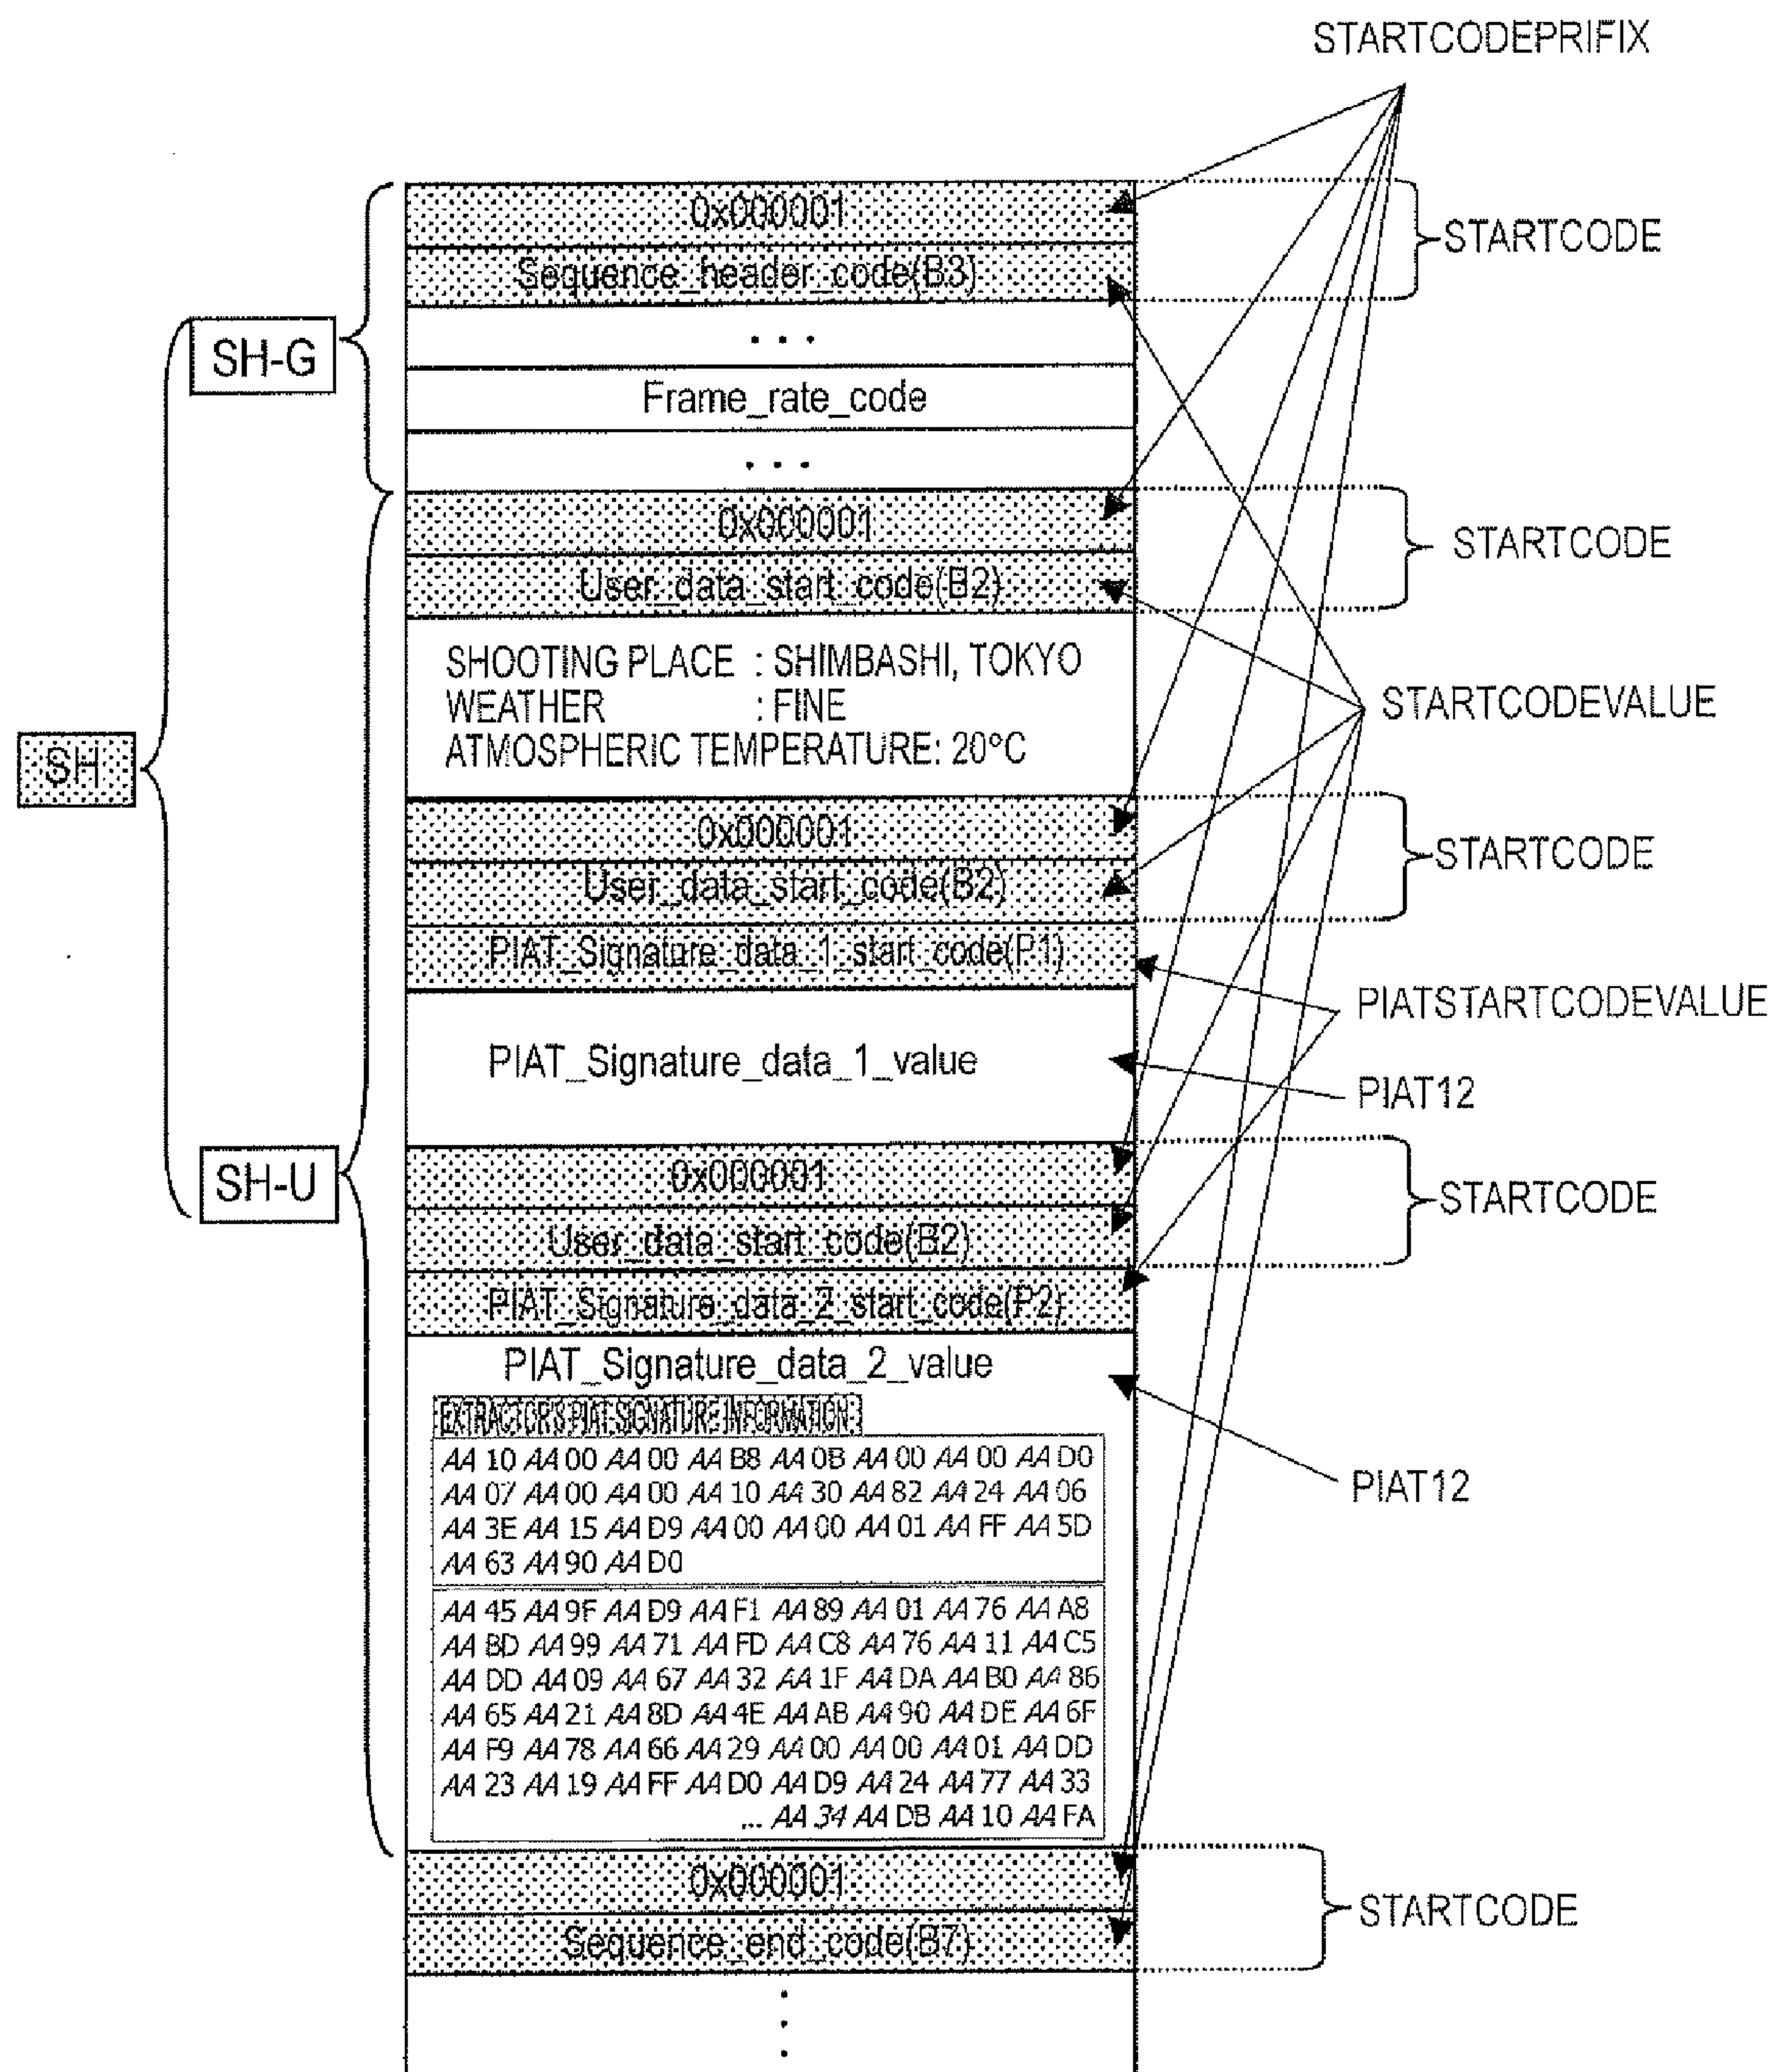 STARTCODEPRIFIX
0x000001
STARTCODE
Sequence_header_code(B3)
SH-G
...
Frame_rate_code
...
0x000001
STARTCODE
User_data_start_code(B2)
SHOOTING PLACE : SHIMBASHI, TOKYO
WEATHER : FINE
ATMOSPHERIC TEMPERATURE: 20°C
STARTCODEVALUE
SH
0x000001
STARTCODE
User_data_start_code(B2)
PIAT_Signature_data_1_start_code(P1)
PIATSTARTCODEVALUE
PIAT_Signature_data_1_value
PIAT12
0x000001
SH-U
STARTCODE
User_data_start_code(B2)
PIAT_Signature_data_2_start_code(P2)
PIAT_Signature_data_2_value
EXTRACTOR'S PIAT SIGNATURE INFORMATION:
AA 10 AA 00 AA 00 AA B8 AA 0B AA 00 AA 00 AA D0
AA 07 AA 00 AA 00 AA 10 AA 30 AA 82 AA 24 AA 06
PIAT12
AA 3E AA 15 AA D9 AA 00 AA 00 AA 01 AA FF AA 5D
AA 63 AA 90 AA D0
AA 45 AA 9F AA D9 AA F1 AA 89 AA 01 AA 76 AA A8
AA BD AA 99 AA 71 AA FD AA C8 AA 76 AA 11 AA C5
AA DD AA 09 AA 67 AA 32 AA 1F AA DA AA B0 AA 86
AA 65 AA 21 AA 8D AA 4E AA AB AA 90 AA DE AA 6F
AA F9 AA 78 AA 66 AA 29 AA 00 AA 00 AA 01 AA DD
AA 23 AA 19 AA FF AA D0 AA D9 AA 24 AA 77 AA 33
... AA 34 AA DB AA 10 AA FA
0x000001
STARTCODE
Sequence_end_code(B7)